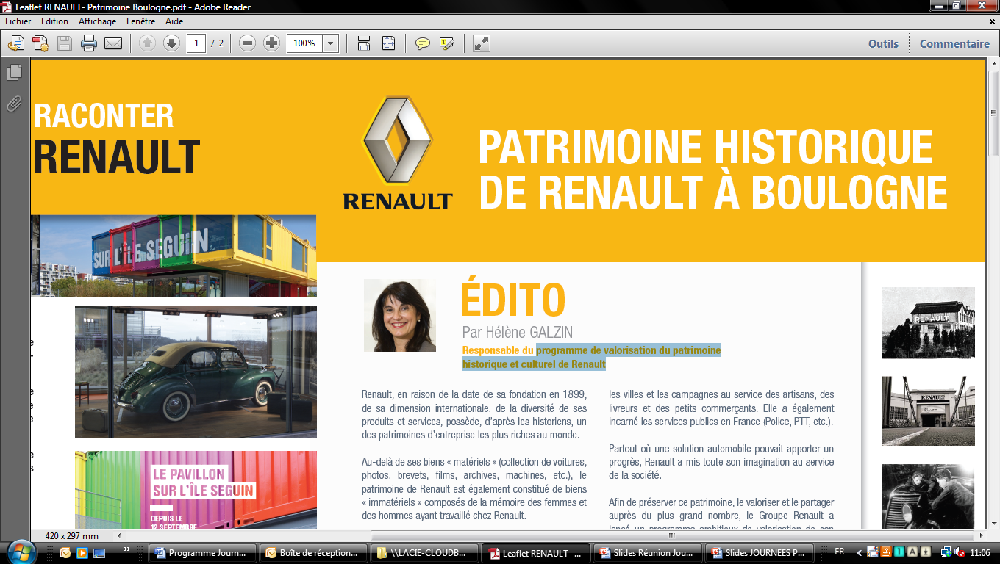 Leaflet RENAULT- Patrimoine Boulogne.pdf - Adobe Reader
Fichier Edition Affichage Fenêtre Aide
1 / 2 100% Outils Commentaire
RACONTER
RENAULT
RENAULT
PATRIMOINE HISTORIQUE
DE RENAULT À BOULOGNE
SUR L'ÎLE SEGUIN.
LE PAVILLON
SUR L'ÎLE SEGUIN
DEPUIS LE
12 SEPTEMBRE
ÉDITO
Par Hélène GALZIN
Responsable du programme de valorisation du patrimoine
historique et culturel de Renault
Renault, en raison de la date de sa fondation en 1899,
de sa dimension internationale, de la diversité de ses
produits et services, possède, d'après les historiens, un
des patrimoines d'entreprise les plus riches au monde.
Au-delà de ses biens « matériels » (collection de voitures,
photos, brevets, films, archives, machines, etc.), le
patrimoine de Renault est également constitué de biens
« immatériels » composés de la mémoire des femmes et
des hommes ayant travaillé chez Renault.
les villes et les campagnes au service des artisans, des
livreurs et des petits commerçants. Elle a également
incarné les services publics en France (Police, PTT, etc.).
Partout où une solution automobile pouvait apporter un
progrès, Renault a mis toute son imagination au service
de la société.
Afin de préserver ce patrimoine, le valoriser et le partager
auprès du plus grand nombre, le Groupe Renault a
lancé un programme ambitieux de valorisation de son
RENAULT
RENAULT
420 x 297 mm
Programme Journ... Boîte de réception... \\LACIE-CLOUDB... Leaflet RENAULT- ... Slides Réunion Jou... Slides JOURNEES P... FR 11:06